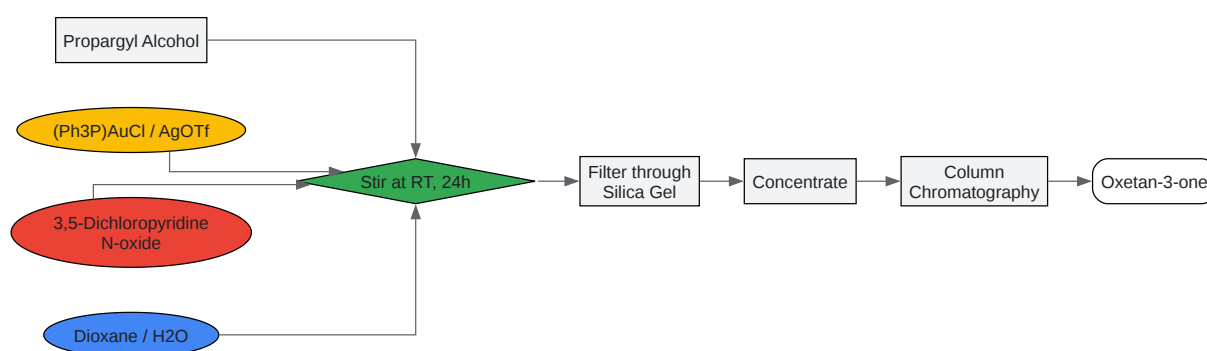 Propargyl Alcohol
(Ph3P)AuCl / AgOTf
3,5-Dichloropyridine
N-oxide
Dioxane / H2O
Stir at RT, 24h
Filter through
Silica Gel
Concentrate
Column
Chromatography
Oxetan-3-one